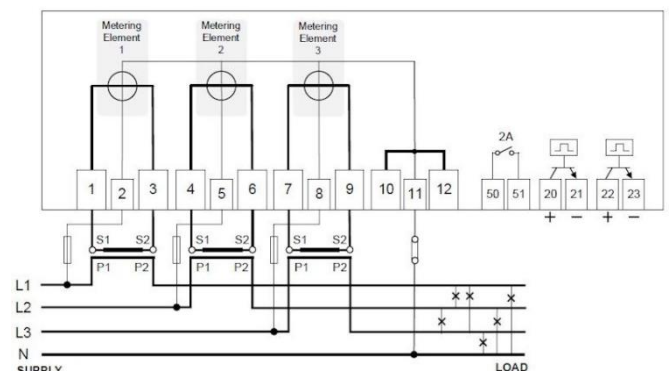 Metering Element 1
Metering Element 2
Metering Element 3
2A
1 2 3 4 5 6 7 8 9 10 11 12 50 51 20 21 22 23
+ − + −
S1 S2 S1 S2 S1 S2
P1 P2 P1 P2 P1 P2
L1
L2
L3
N
SUPPLY LOAD